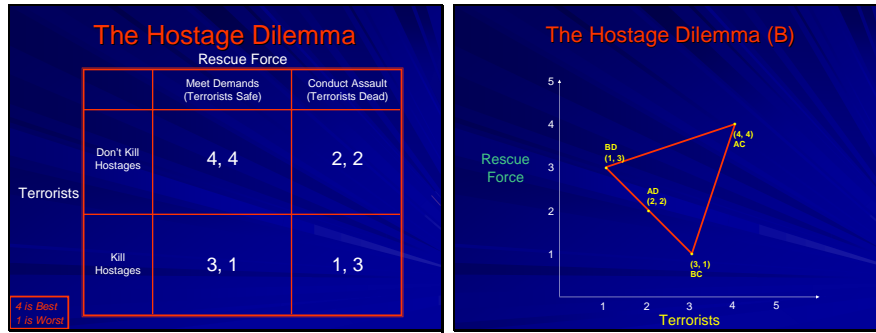 The Hostage Dilemma
Rescue Force
Meet Demands
(Terrorists Safe)
Conduct Assault
(Terrorists Dead)
Terrorists
Don't Kill
Hostages
4, 4
2, 2
Kill
Hostages
3, 1
1, 3
4 is Best
1 is Worst
The Hostage Dilemma (B)
Rescue
Force
5
4
3
2
1
BD
(1, 3)
AD
(2, 2)
(4, 4)
AC
(3, 1)
BC
1 2 3 4 5
Terrorists